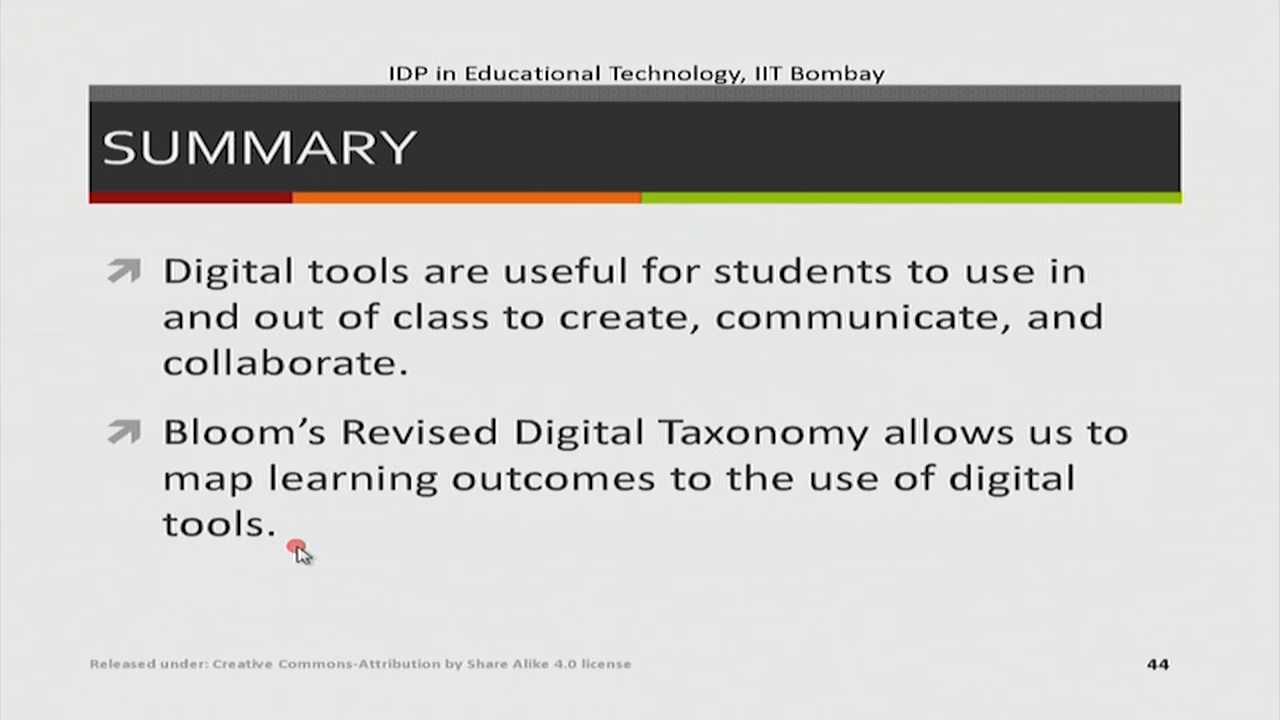 IDP in Educational Technology, IIT Bombay
SUMMARY
Digital tools are useful for students to use in
and out of class to create, communicate, and
collaborate.
Bloom’s Revised Digital Taxonomy allows us to
map learning outcomes to the use of digital
tools.
Released under: Creative Commons-Attribution by Share Alike 4.0 license
44